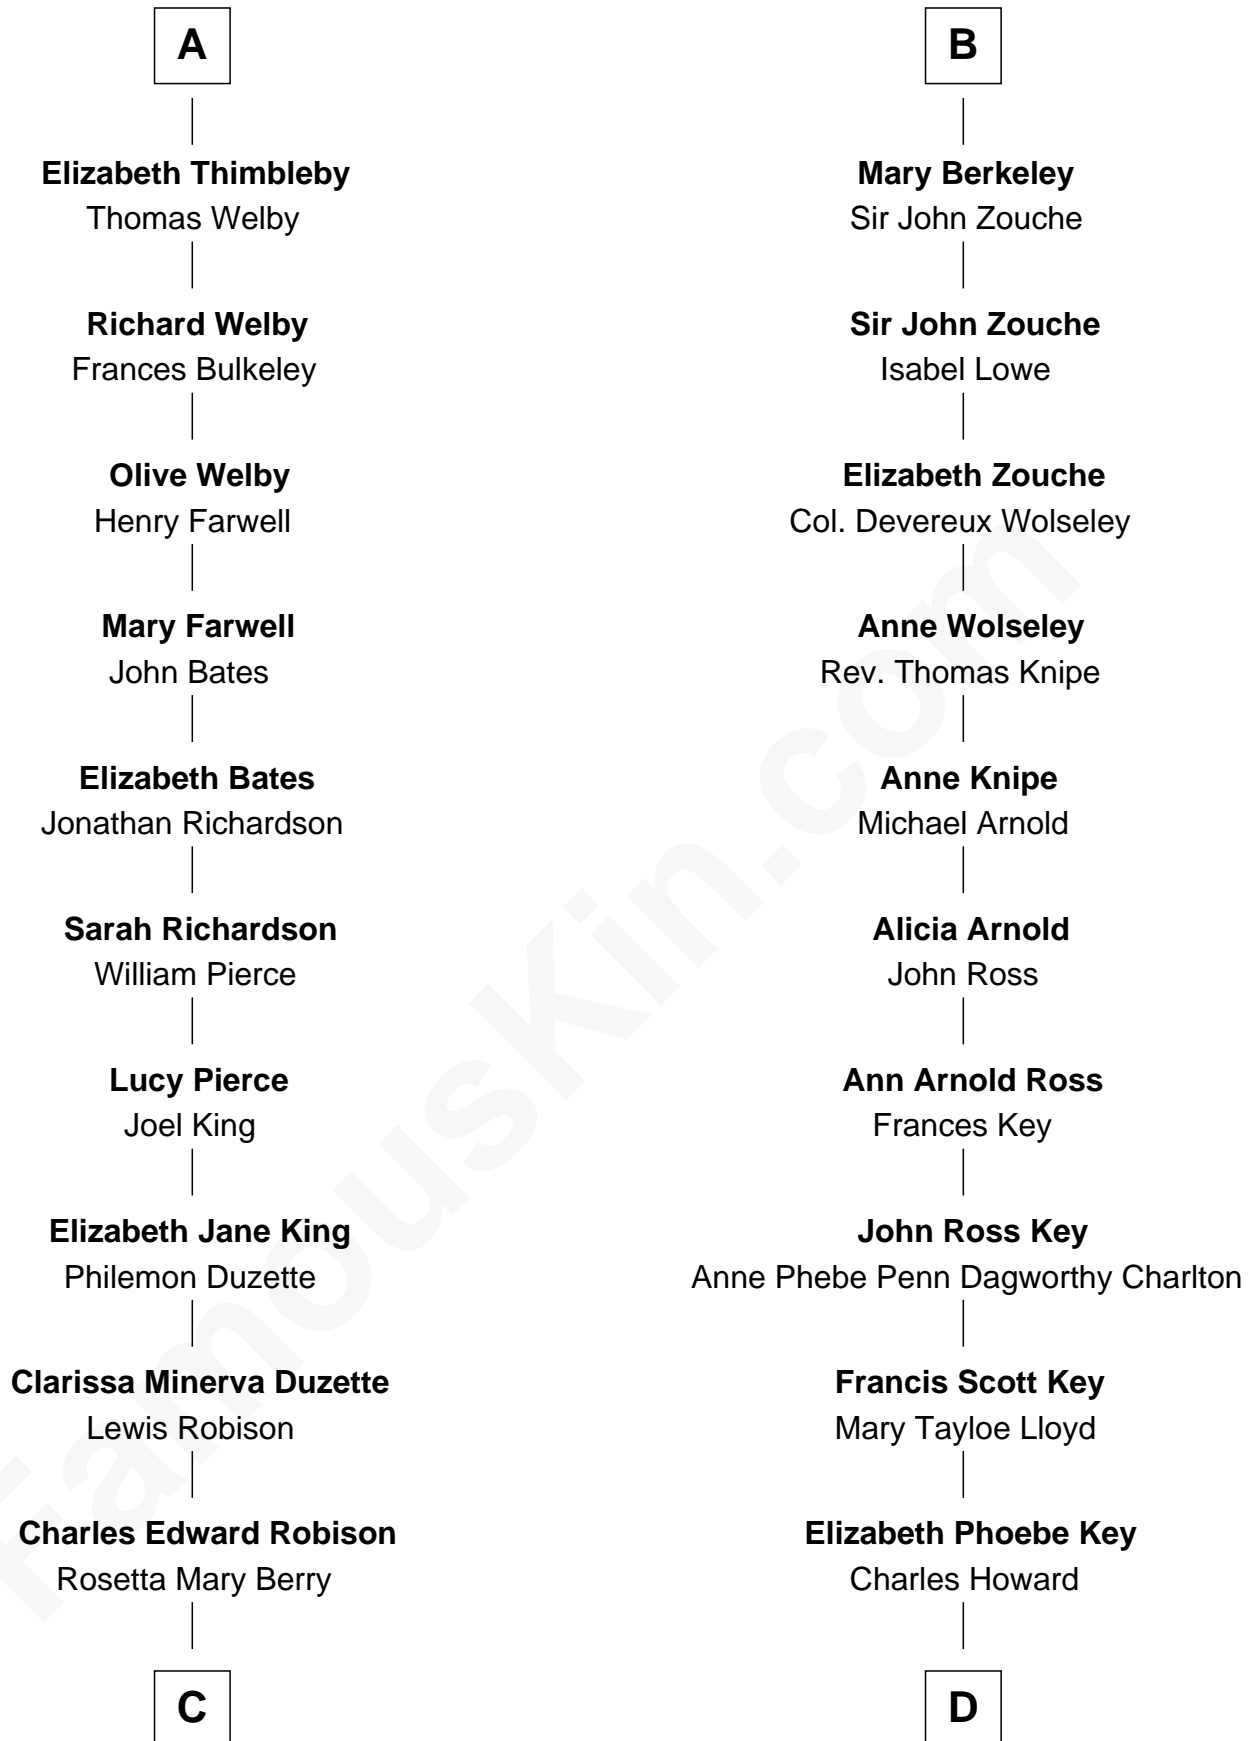 A
Elizabeth Thimbleby
Thomas Welby
Richard Welby
Frances Bulkeley
Olive Welby
Henry Farwell
Mary Farwell
John Bates
Elizabeth Bates
Jonathan Richardson
Sarah Richardson
William Pierce
Lucy Pierce
Joel King
Elizabeth Jane King
Philemon Duzette
Clarissa Minerva Duzette
Lewis Robison
Charles Edward Robison
Rosetta Mary Berry
C
B
Mary Berkeley
Sir John Zouche
Sir John Zouche
Isabel Lowe
Elizabeth Zouche
Col. Devereux Wolseley
Anne Wolseley
Rev. Thomas Knipe
Anne Knipe
Michael Arnold
Alicia Arnold
John Ross
Ann Arnold Ross
Frances Key
John Ross Key
Anne Phebe Penn Dagworthy Charlton
Francis Scott Key
Mary Tayloe Lloyd
Elizabeth Phoebe Key
Charles Howard
D
FamousKin.com